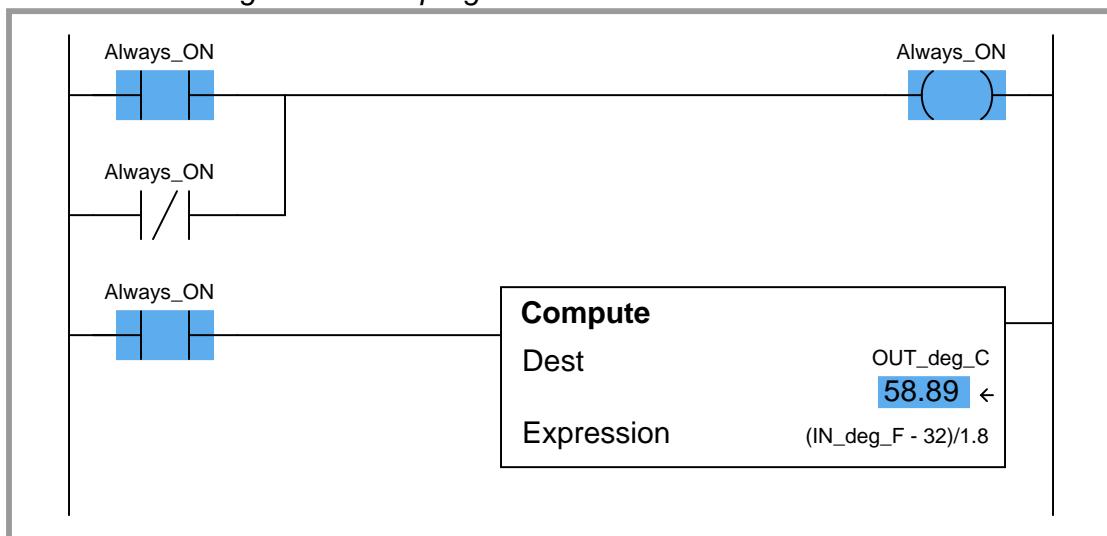 Always_ON
Always_ON
Always_ON
Always_ON
Compute
Dest
OUT_deg_C
58.89 ←
Expression
(IN_deg_F - 32)/1.8